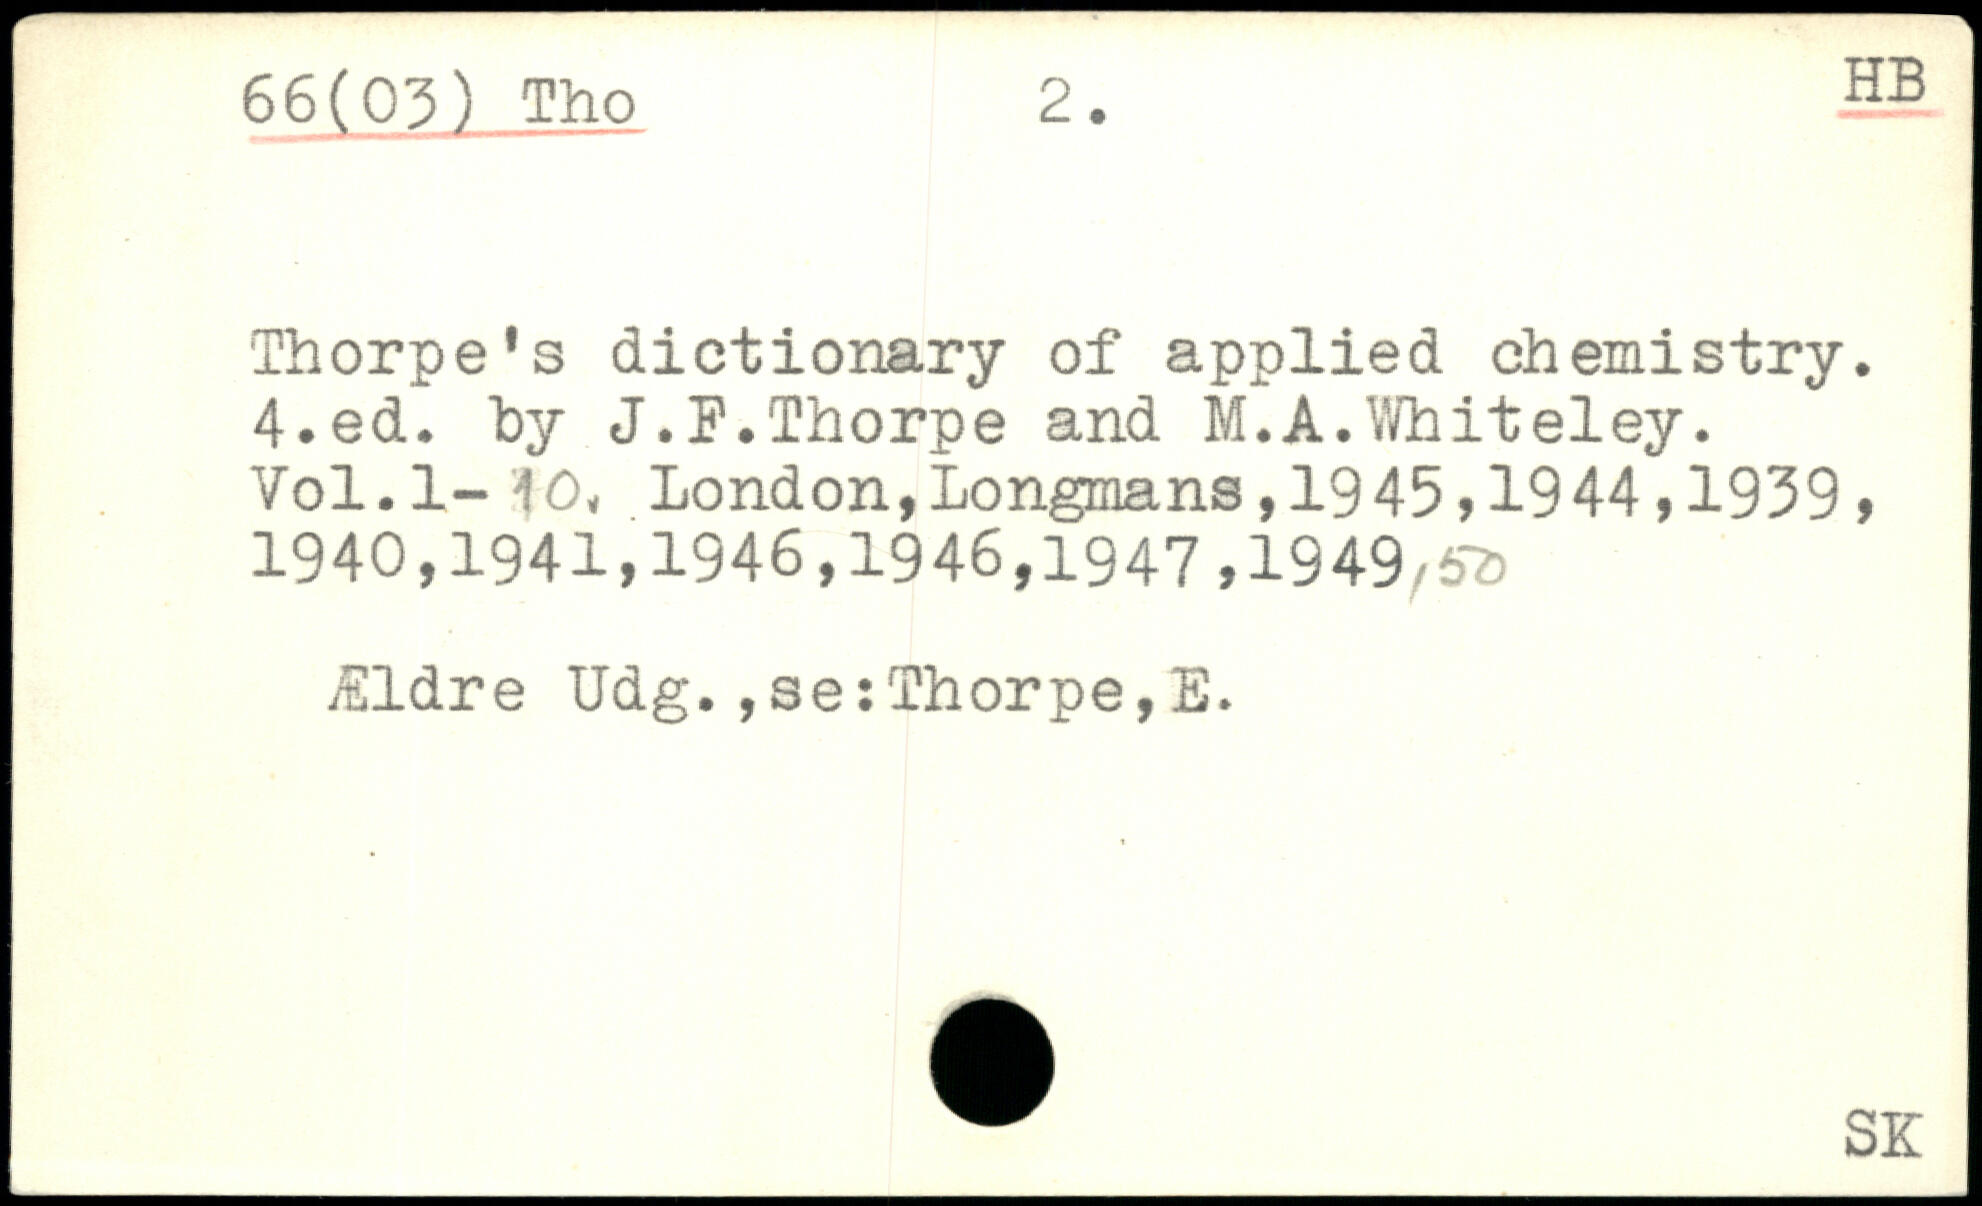 66(03) Tho 2. HB
Thorpe's dictionary of applied chemistry.
4.ed. by J.F.Thorpe and M.A.Whiteley.
Vol.1-10. London,Longmans,1945,1944,1939,
1940,1941,1946,1946,1947,1949,50
Ældre Udg.,se:Thorpe,E.
SK